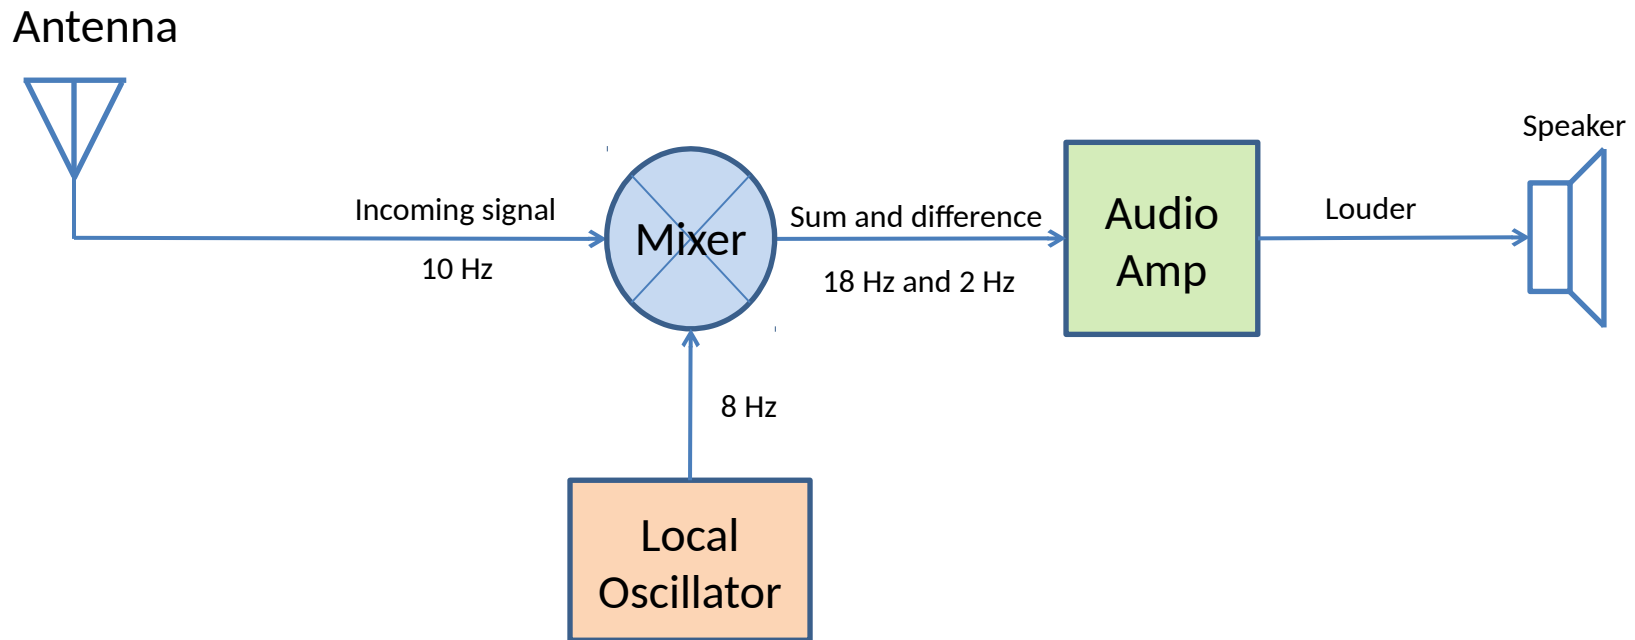 Antenna
Speaker
Incoming signal
10 Hz
Mixer
Sum and difference
18 Hz and 2 Hz
Audio
Amp
Louder
8 Hz
Local
Oscillator